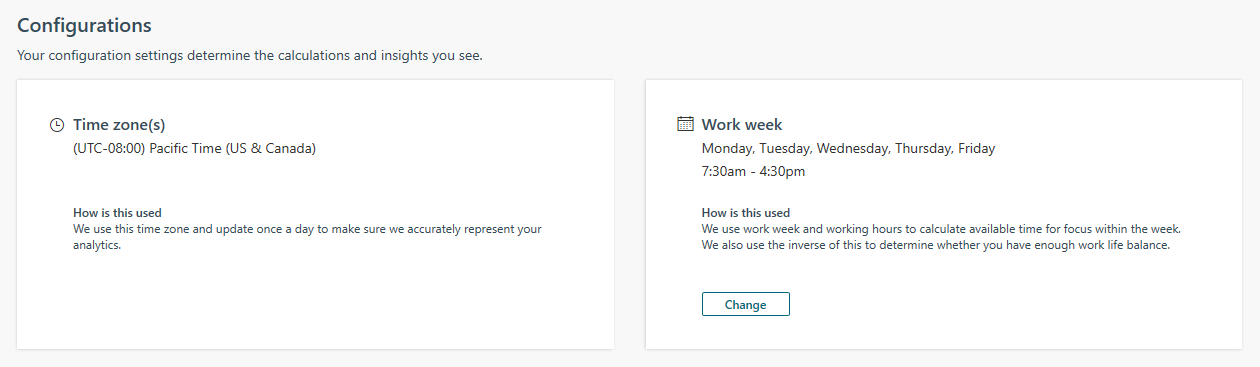 Configurations
Your configuration settings determine the calculations and insights you see.
Time zone(s)
(UTC-08:00) Pacific Time (US & Canada)
How is this used
We use this time zone and update once a day to make sure we accurately represent your
analytics.
Work week
Monday, Tuesday, Wednesday, Thursday, Friday
7:30am - 4:30pm
How is this used
We use work week and working hours to calculate available time for focus within the week.
We also use the inverse of this to determine whether you have enough work life balance.
Change